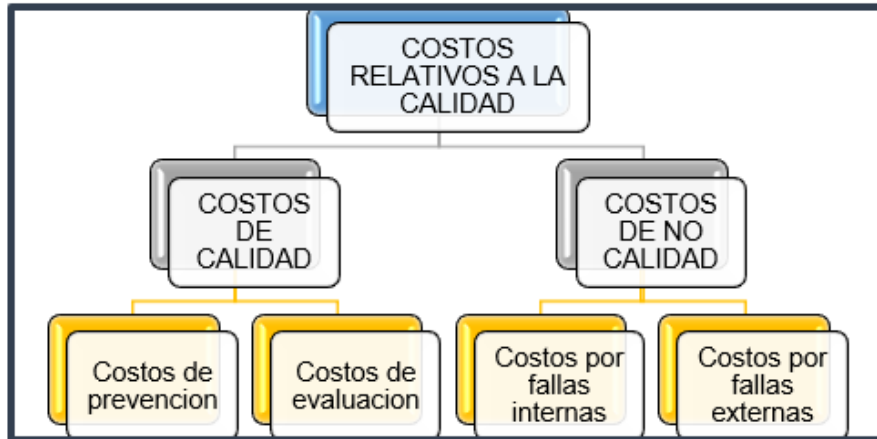 COSTOS
RELATIVOS A LA
CALIDAD
COSTOS
DE
CALIDAD
COSTOS
DE NO
CALIDAD
Costos de
prevencion
Costos de
evaluacion
Costos por
fallas
internas
Costos por
fallas
externas